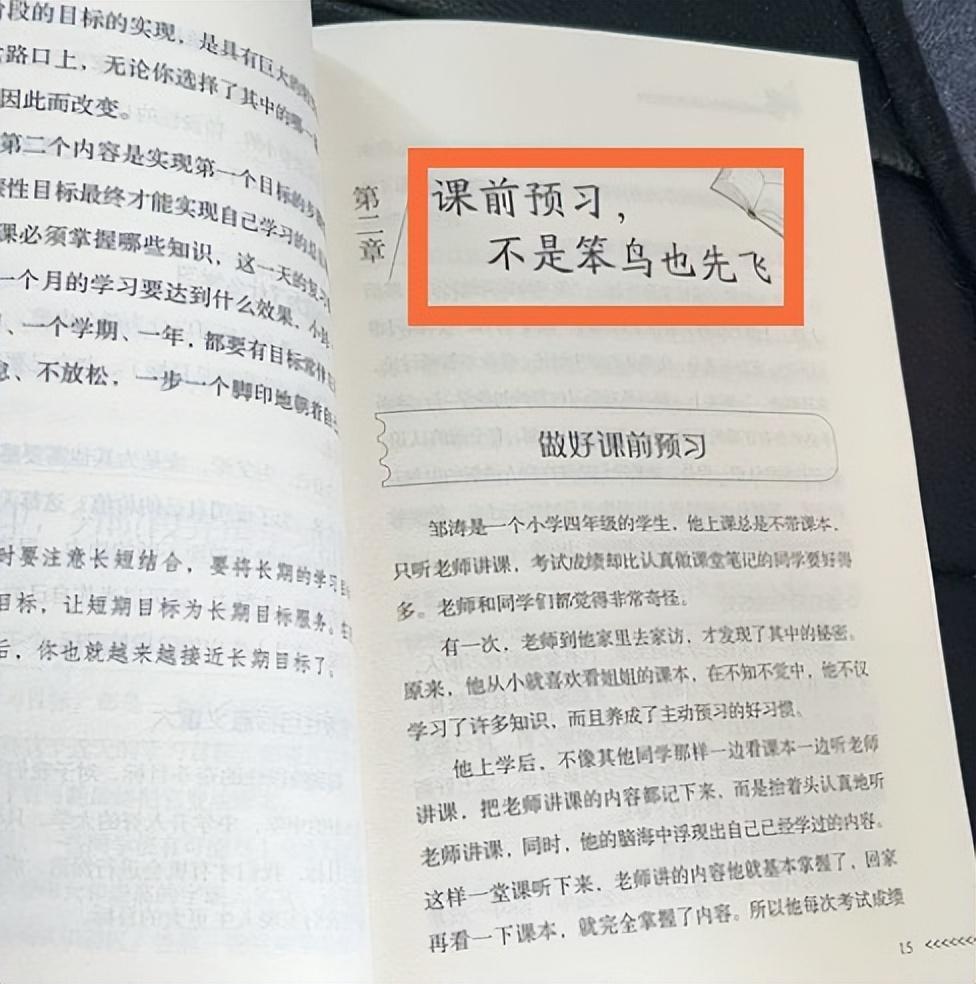 阶段的目标的实现，是具有巨大的
路口上，无论你选择了其中的哪一
因此而改变。
第二个内容是实现第一个目标的步
性目标最终才能实现自己学习的
课必须掌握哪些知识，这一天的复习
一个月的学习要达到什么效果，小
、一个学期、一年，都要有目标常伴
、不放松，一步一个脚印地朝着自
对要注意长短结合，要将长期的学习目
目标，让短期目标为长期目标服务。
后，你也就越来越接近长期目标了。
第二章
课前预习，
不是笨鸟也先飞
做好课前预习
邹涛是一个小学四年级的学生，他上课总是不带课本，
只听老师讲课，考试成绩却比认真做课堂笔记的同学要好得
多。老师和同学们都觉得非常奇怪。
有一次，老师到他家里去家访，才发现了其中的秘密。
原来，他从小就喜欢看姐姐的课本，在不知不觉中，他不仅
学习了许多知识，而且养成了主动预习的好习惯。
他上学后，不像其他同学那样一边看课本一边听老师
讲课，把老师讲课的内容都记下来，而是抬着头认真地听
老师讲课，同时，他的脑海中浮现出自己已经学过的内容。
这样一堂课听下来，老师讲的内容他就基本掌握了，回家
再看一下课本，就完全掌握了内容。所以他每次考试成绩
15 <<<<<<